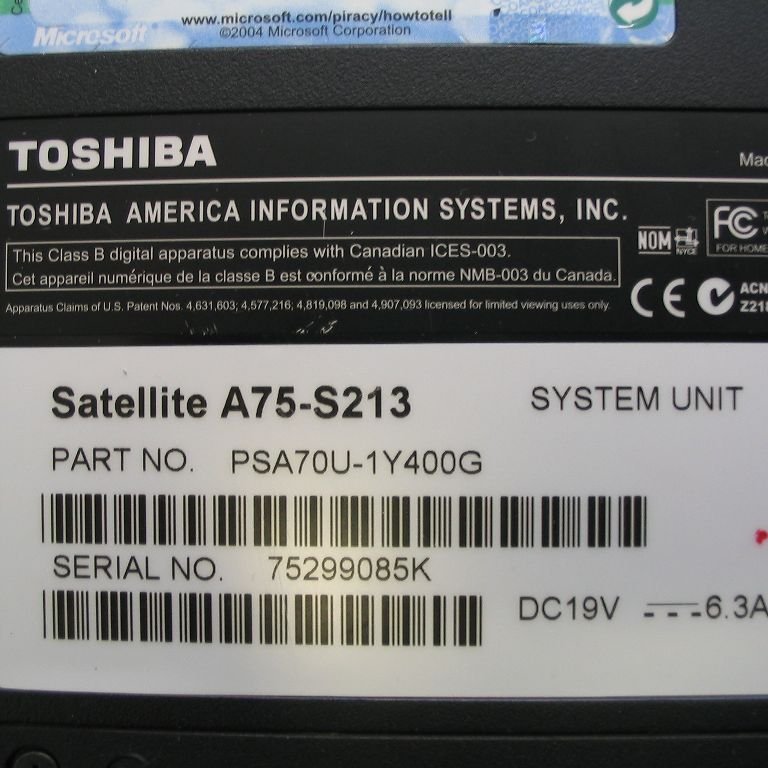 www.microsoft.com/piracy/howtotell
Microsoft ©2004 Microsoft Corporation
TOSHIBA
TOSHIBA AMERICA INFORMATION SYSTEMS, INC.
This Class B digital apparatus complies with Canadian ICES-003.
Cet appareil numérique de la classe B est conformé à la norme NMB-003 du Canada.
NOM NYCE
FC
FOR HOME
Apparatus Claims of U.S. Patent Nos. 4,631,603; 4,577,216; 4,819,098 and 4,907,093 licensed for limited viewing uses only.
CE
ACN
Z218
Satellite A75-S213 SYSTEM UNIT
PART NO. PSA70U-1Y400G
SERIAL NO. 75299085K
DC19V 6.3A